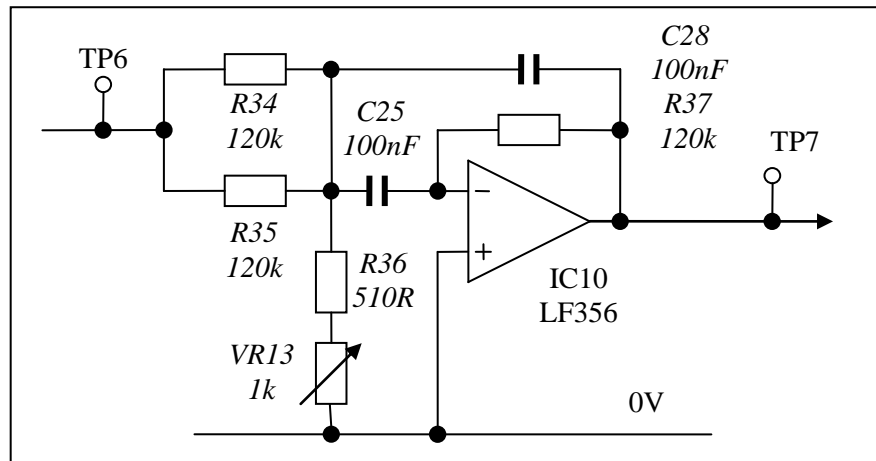 TP6
R34
120k
C25
100nF
C28
100nF
R37
120k
TP7
R35
120k
R36
510R
−
+
IC10
LF356
VR13
1k
0V